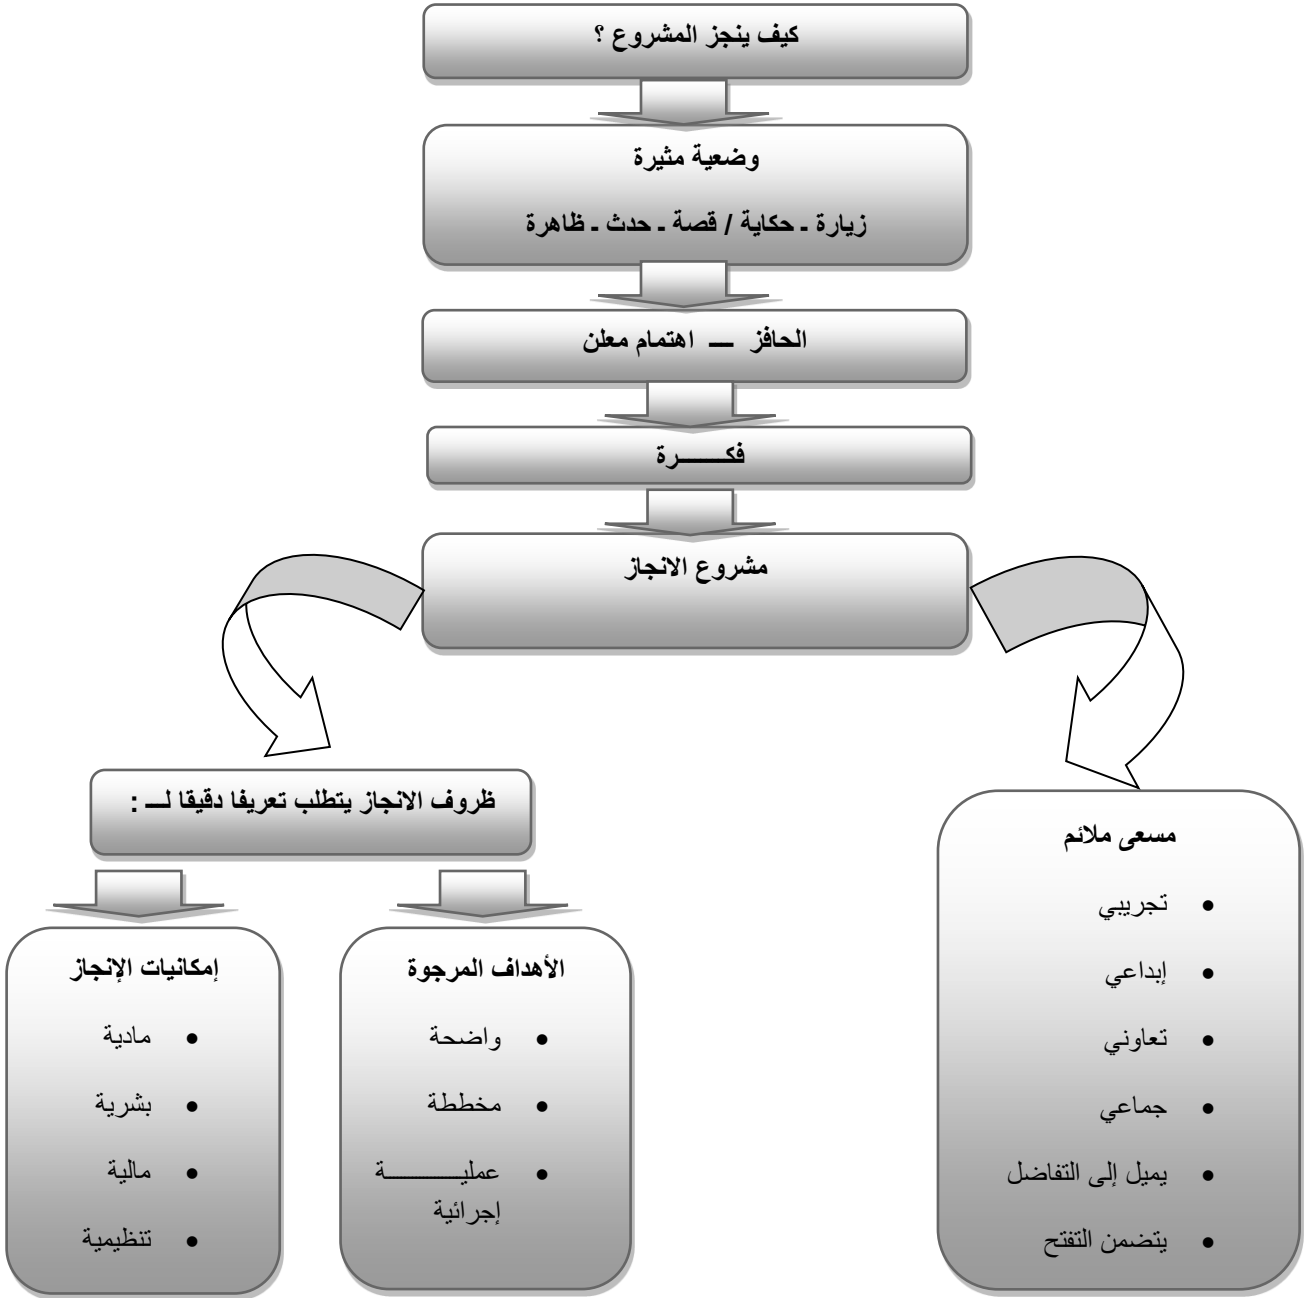 كيف ينجز المشروع ؟
وضعية مثيرة
زيارة ـ حكاية / قصة ـ حدث ـ ظاهرة
الحافز ـــ اهتمام معلن
فكـــــــرة
مشروع الانجاز
ظروف الانجاز يتطلب تعريفا دقيقا لـــ :
مسعى ملائم
• تجريبي
• إبداعي
• تعاوني
• جماعي
• يميل إلى التفاضل
• يتضمن التفتح
الأهداف المرجوة
• واضحة
• مخططة
• عمليـــــــــــة
إجرائية
إمكانيات الإنجاز
• مادية
• بشرية
• مالية
• تنظيمية